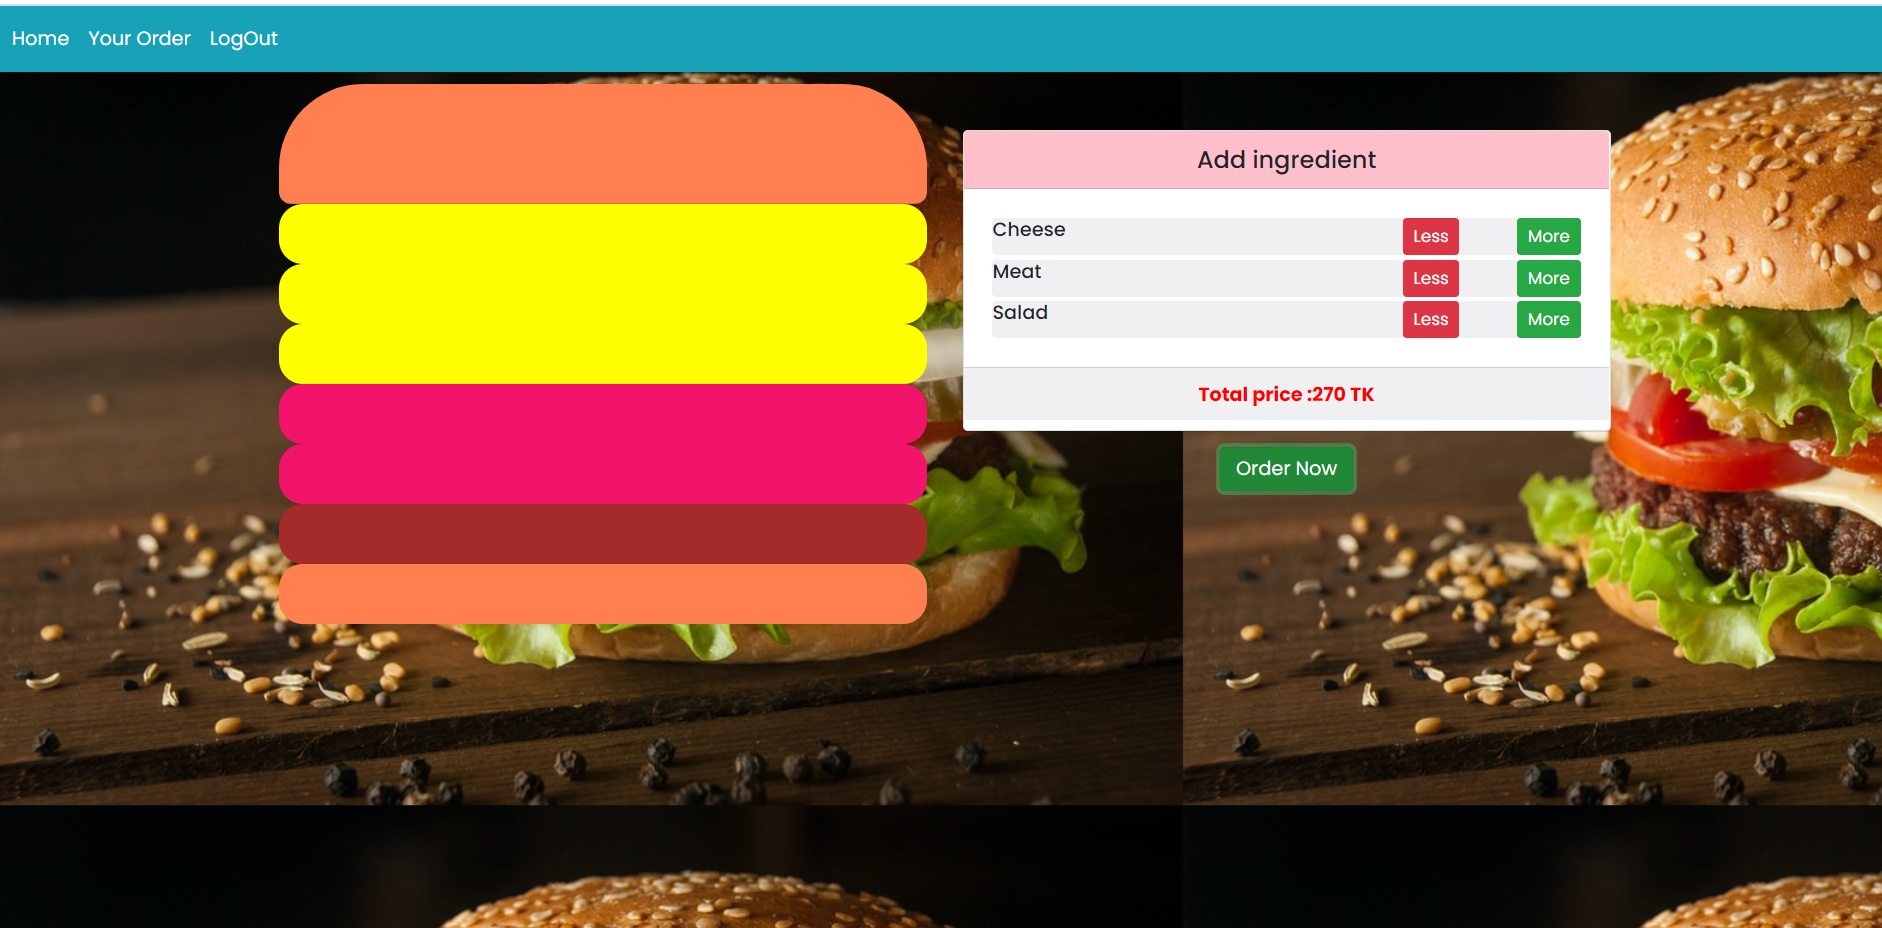 Home Your Order LogOut
Add ingredient
Cheese Less More
Meat Less More
Salad Less More
Total price :270 TK
Order Now